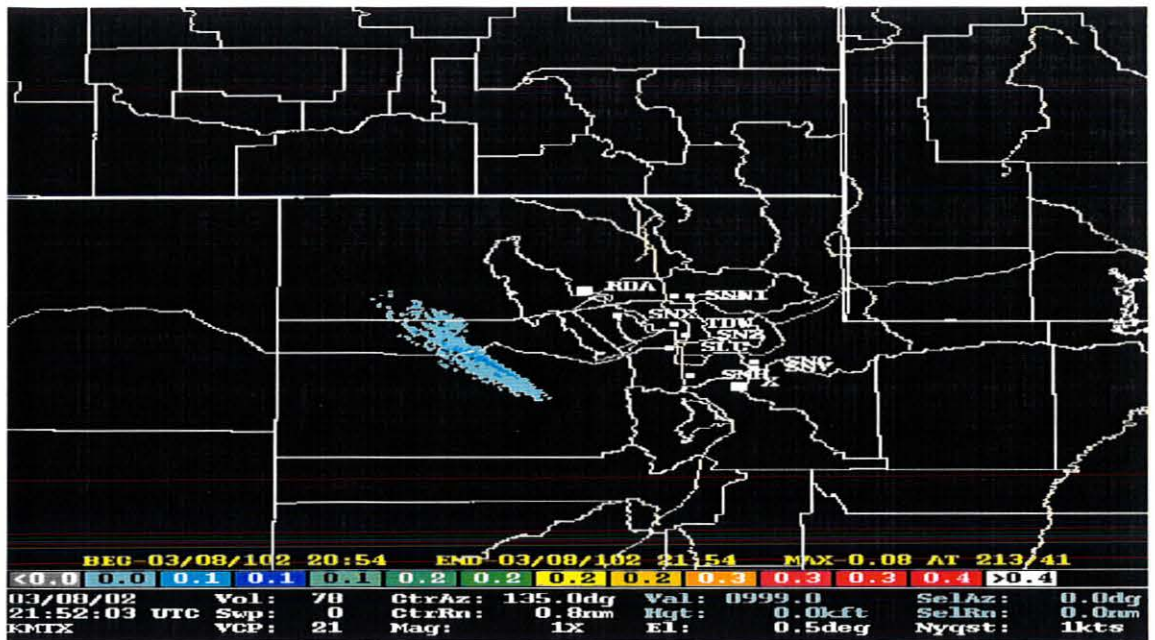 RDA
SNN1
SNX
TDW
SN2
SLC
SNC
SNV
SNH
X
BEG-03/08/102 20:54 END-03/08/102 21:54 MAX-0.08 AT 213/41
<0.0 0.0 0.1 0.1 0.1 0.2 0.2 0.2 0.2 0.3 0.3 0.3 0.4 >0.4
03/08/02 Vol: 78 CtrAz: 135.0dg Val: 0999.0 SelAz: 0.0dg
21:52:03 UTC Swp: 0 CtrRn: 0.8nm Hgt: 0.0kft SelRn: 0.0nm
KMTX VCP: 21 Mag: 1X El: 0.5deg Nyqst: 1kts